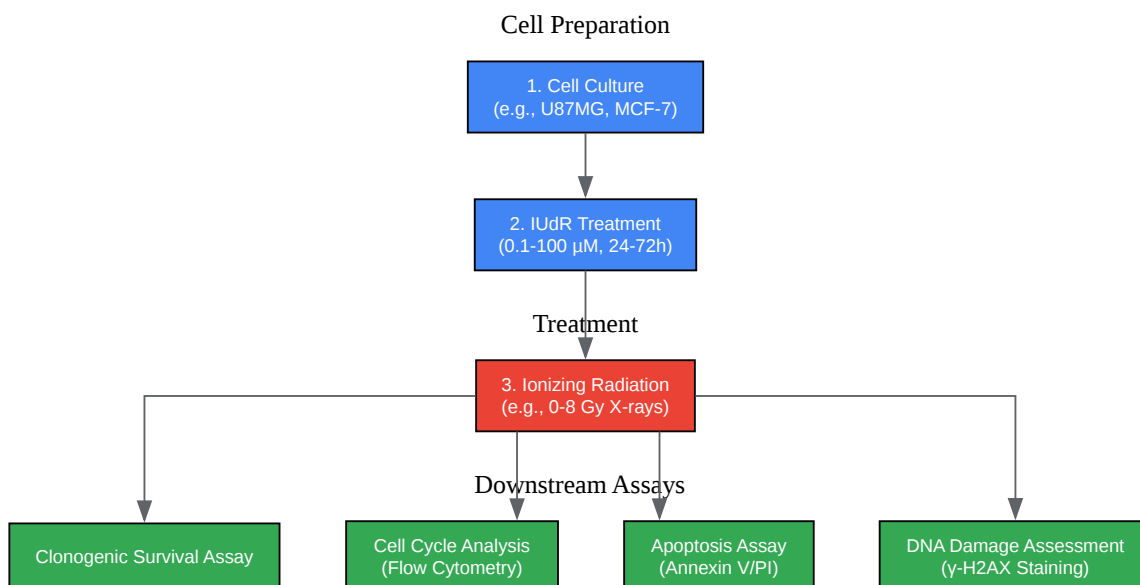 Cell Preparation
1. Cell Culture
(e.g., U87MG, MCF-7)
2. IUdR Treatment
(0.1-100 µM, 24-72h)
Treatment
3. Ionizing Radiation
(e.g., 0-8 Gy X-rays)
Downstream Assays
Clonogenic Survival Assay
Cell Cycle Analysis
(Flow Cytometry)
Apoptosis Assay
(Annexin V/PI)
DNA Damage Assessment
(γ-H2AX Staining)